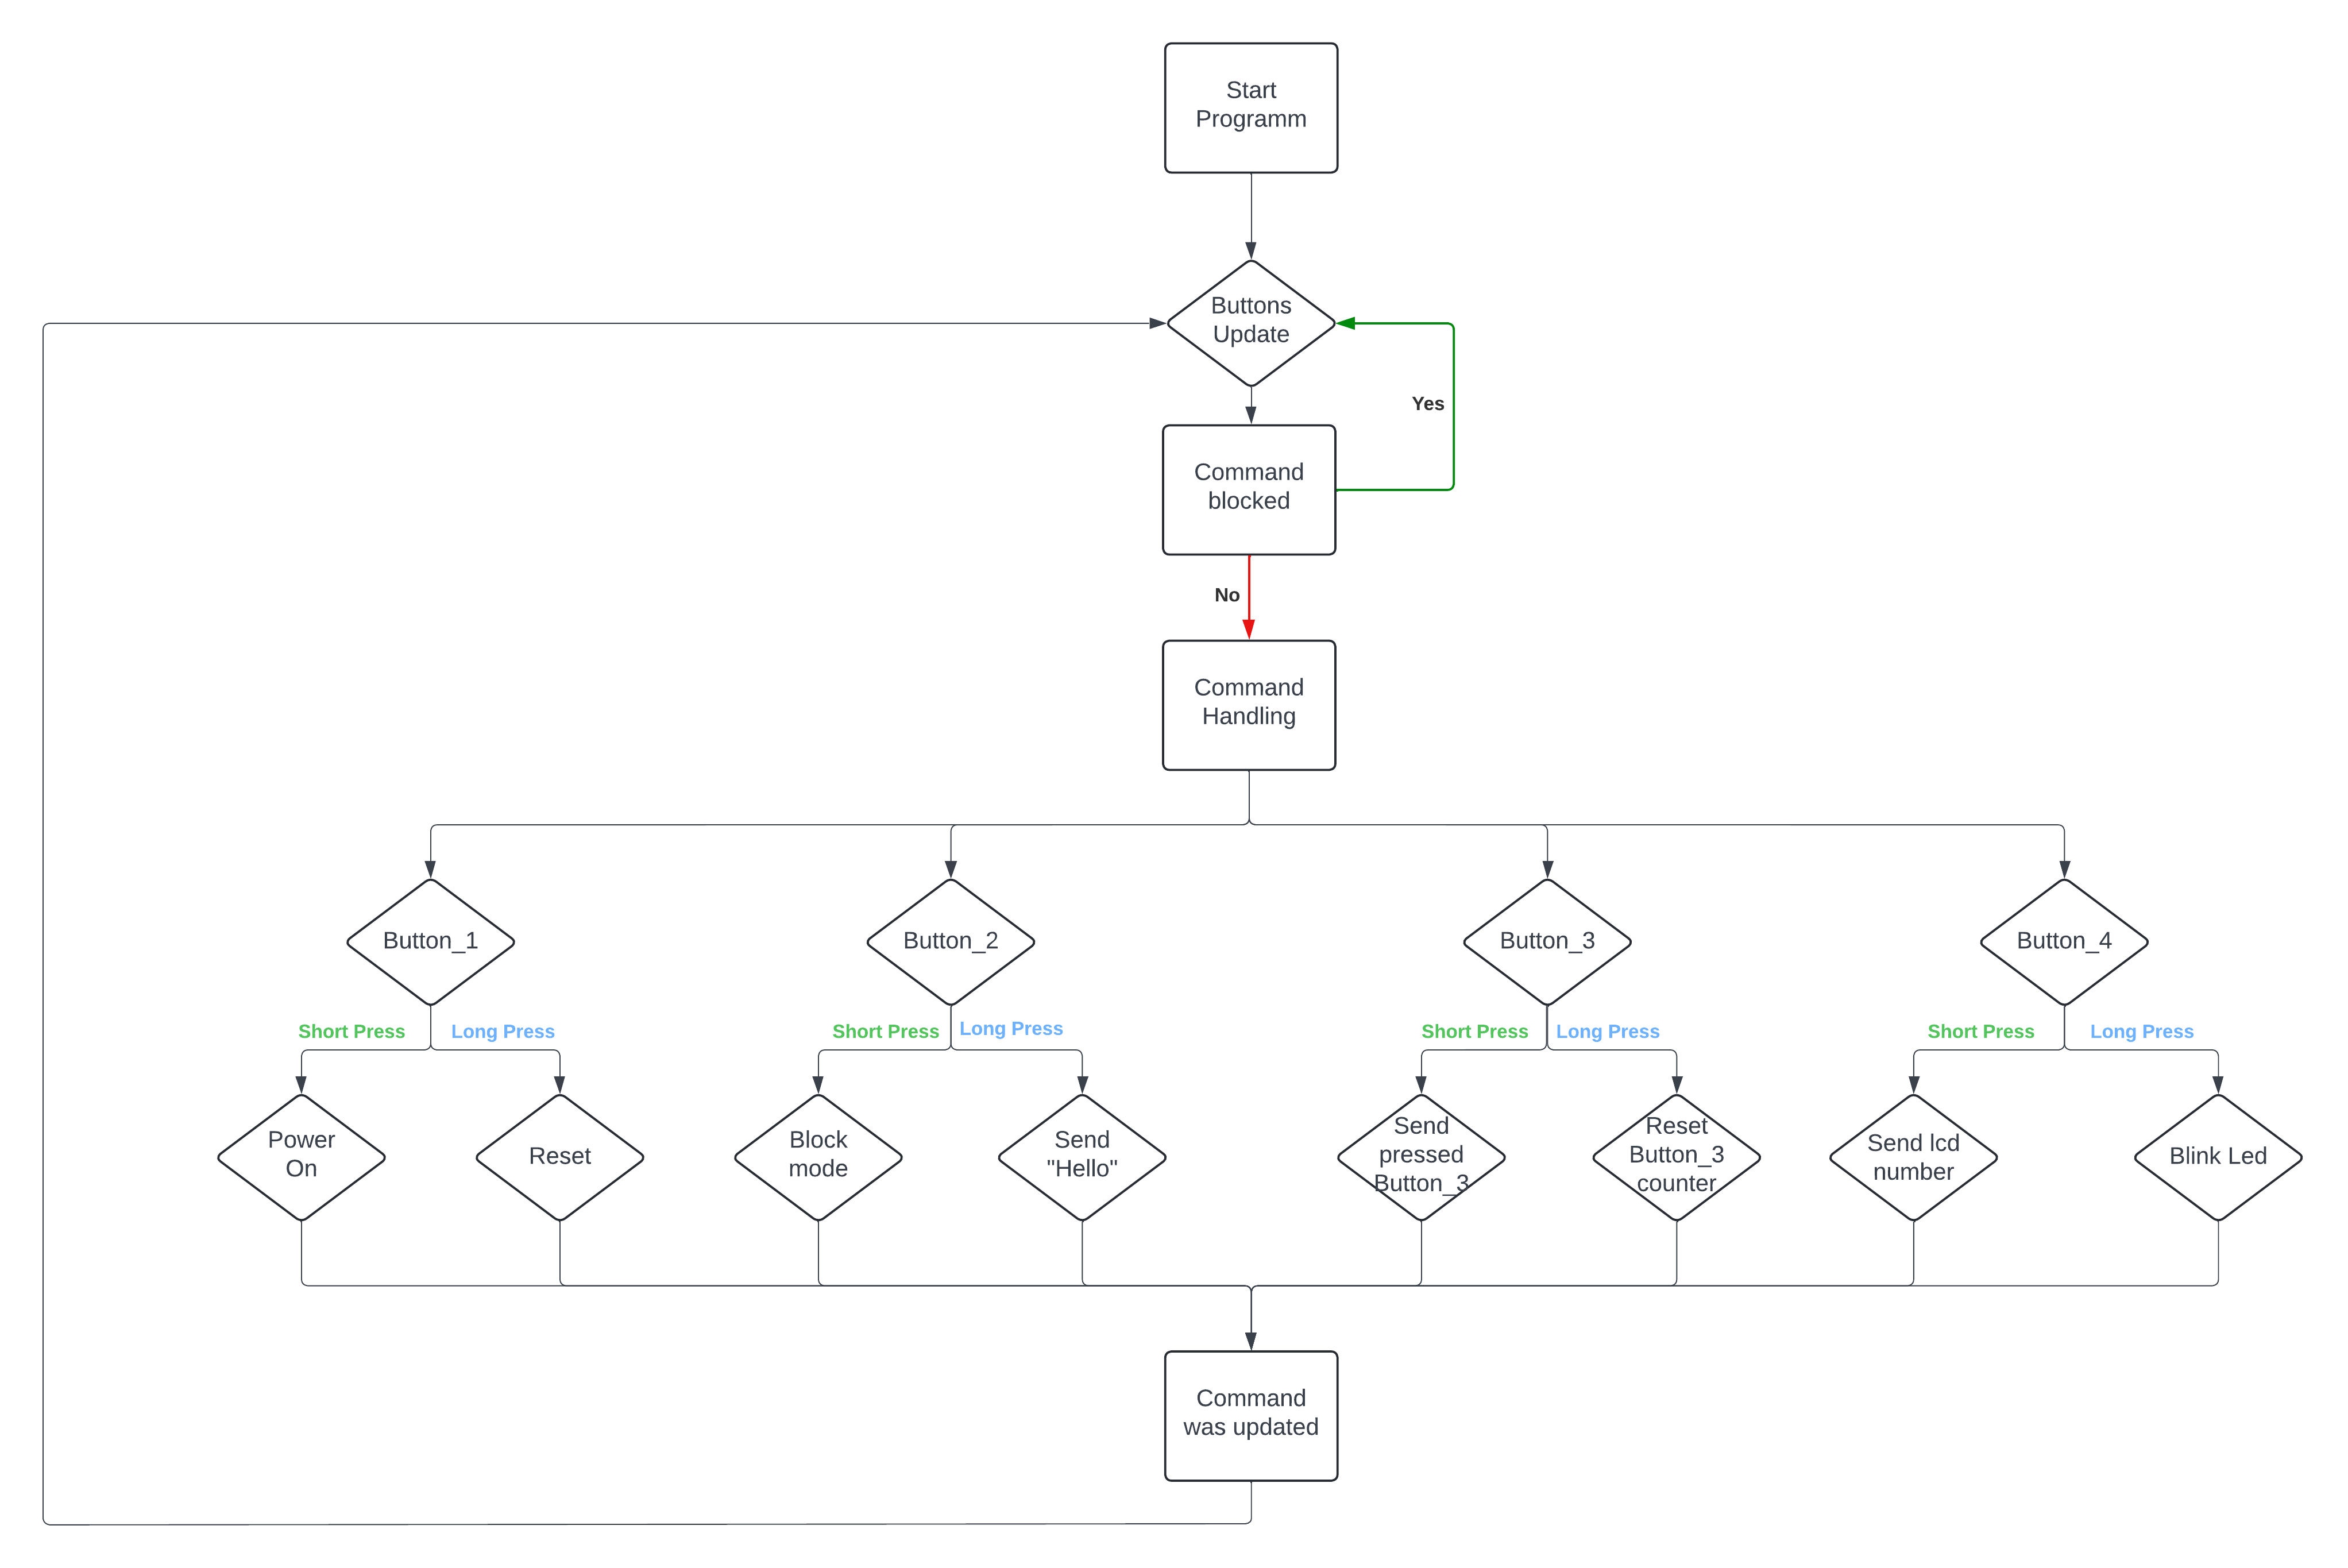 Start
Programm
Buttons
Update
Yes
Command
blocked
No
Command
Handling
Button_1
Button_2
Button_3
Button_4
Short Press
Long Press
Short Press
Long Press
Short Press
Long Press
Short Press
Long Press
Power
On
Reset
Block
mode
Send
"Hello"
Send
pressed
Button_3
Reset
Button_3
counter
Send lcd
number
Blink Led
Command
was updated